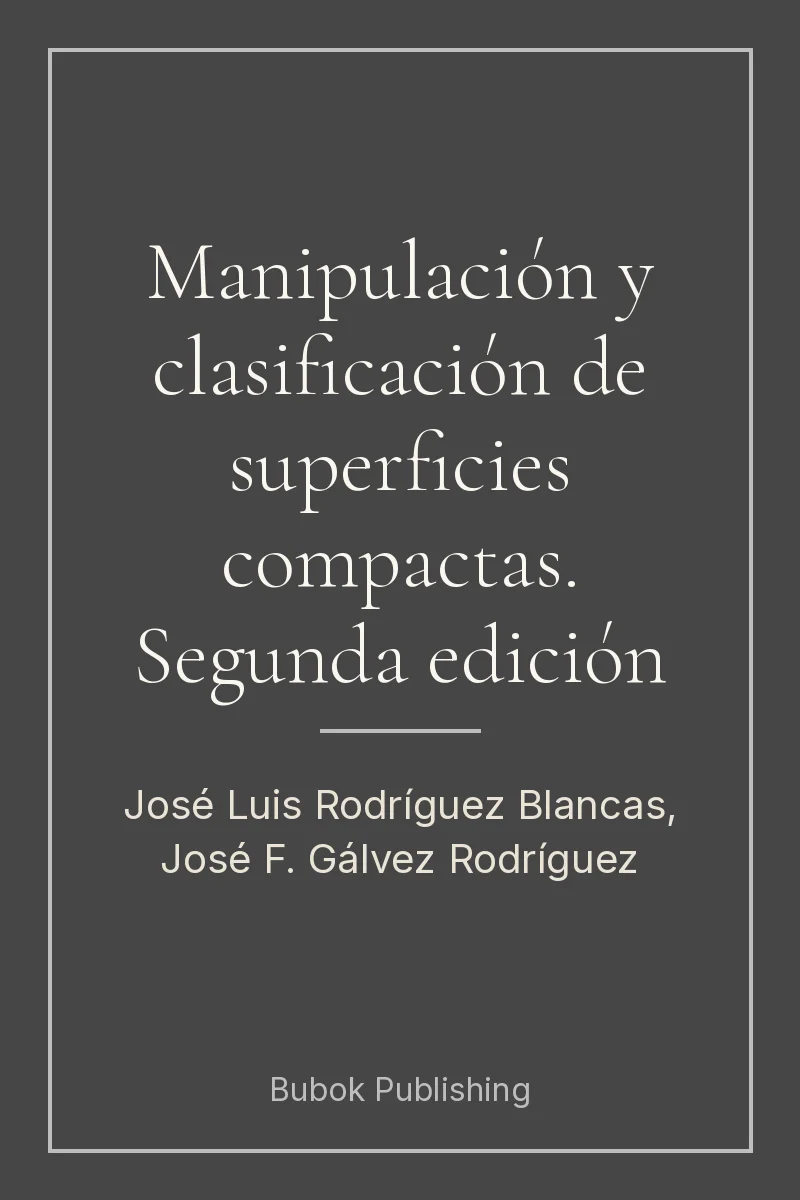 Manipulación y
clasificación de
superficies
compactas.
Segunda edición
José Luis Rodríguez Blancas,
José F. Gálvez Rodríguez
Bubok Publishing